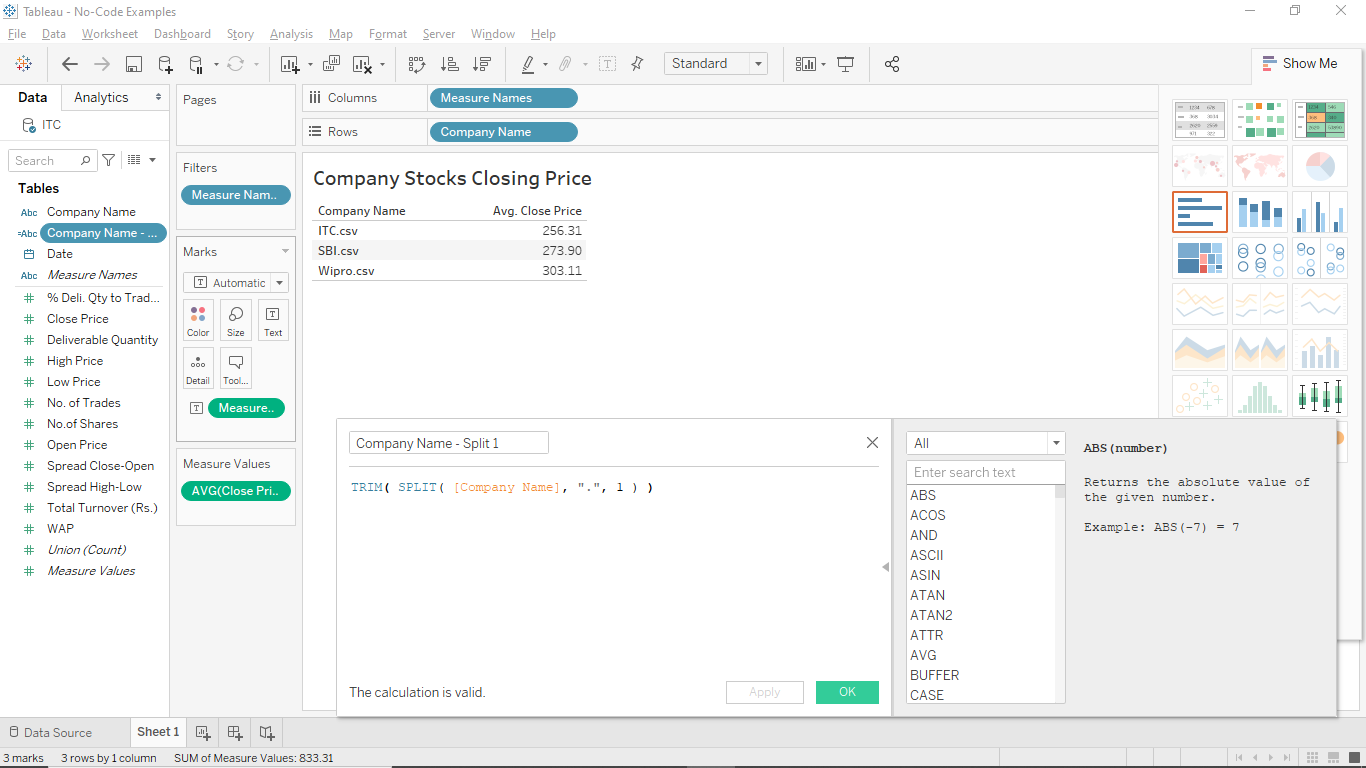 Tableau - No-Code Examples
File Data Worksheet Dashboard Story Analysis Map Format Server Window Help
Standard
Show Me
Data Analytics
ITC
Search
Tables
Abc Company Name
=Abc Company Name - ...
Date
Abc Measure Names
% Deli. Qty to Trad...
Close Price
Deliverable Quantity
High Price
Low Price
No. of Trades
No.of Shares
Open Price
Spread Close-Open
Spread High-Low
Total Turnover (Rs.)
WAP
Union (Count)
Measure Values
Pages
Filters
Measure Nam..
Marks
Automatic
Color Size Text
Detail Tool...
Measure..
Measure Values
AVG(Close Pri..
Columns Measure Names
Rows Company Name
Company Stocks Closing Price
Company Name Avg. Close Price
ITC.csv 256.31
SBI.csv 273.90
Wipro.csv 303.11
Company Name - Split 1
TRIM( SPLIT( [Company Name], ".", 1 ) )
The calculation is valid.
Apply OK
All
Enter search text
ABS
ACOS
AND
ASCII
ASIN
ATAN
ATAN2
ATTR
AVG
BUFFER
CASE
ABS(number)
Returns the absolute value of
the given number.
Example: ABS(-7) = 7
Data Source Sheet 1
3 marks 3 rows by 1 column SUM of Measure Values: 833.31